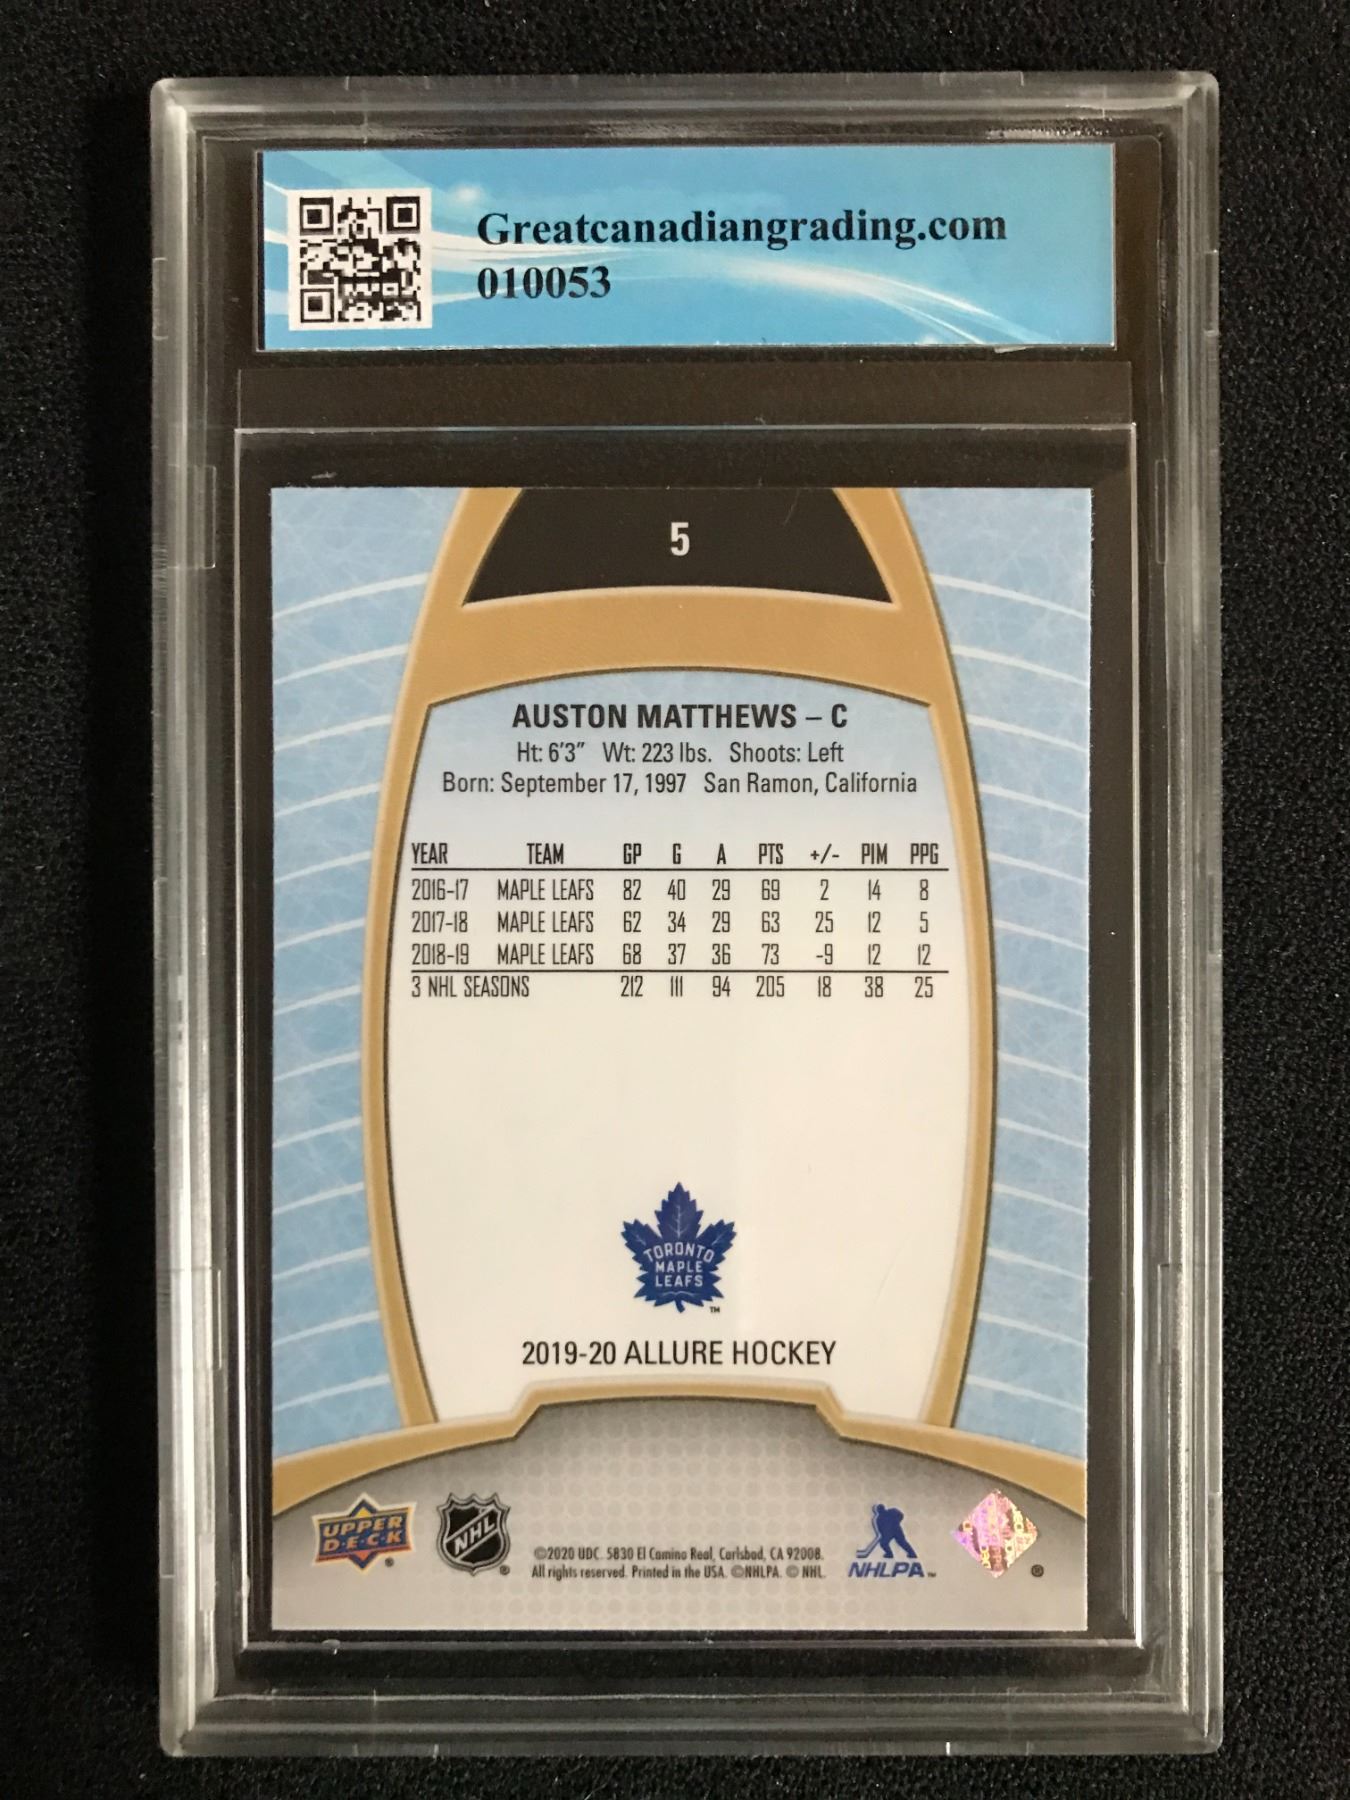 Greatcanadiangrading.com
010053
5
AUSTON MATTHEWS – C
Ht: 6'3" Wt: 223 lbs. Shoots: Left
Born: September 17, 1997 San Ramon, California
YEAR TEAM GP G A PTS +/- PIM PPG
2016-17 MAPLE LEAFS 82 40 29 69 2 14 8
2017-18 MAPLE LEAFS 62 34 29 63 25 12 5
2018-19 MAPLE LEAFS 68 37 36 73 -9 12 12
3 NHL SEASONS 212 111 94 205 18 38 25
TORONTO
MAPLE
LEAFS
™
2019-20 ALLURE HOCKEY
UPPER
DECK
®
NHL
®
©2020 UDC. 5830 El Camino Real, Carlsbad, CA 92008.
All rights reserved. Printed in the USA. ©NHLPA. © NHL.
NHLPA™
®